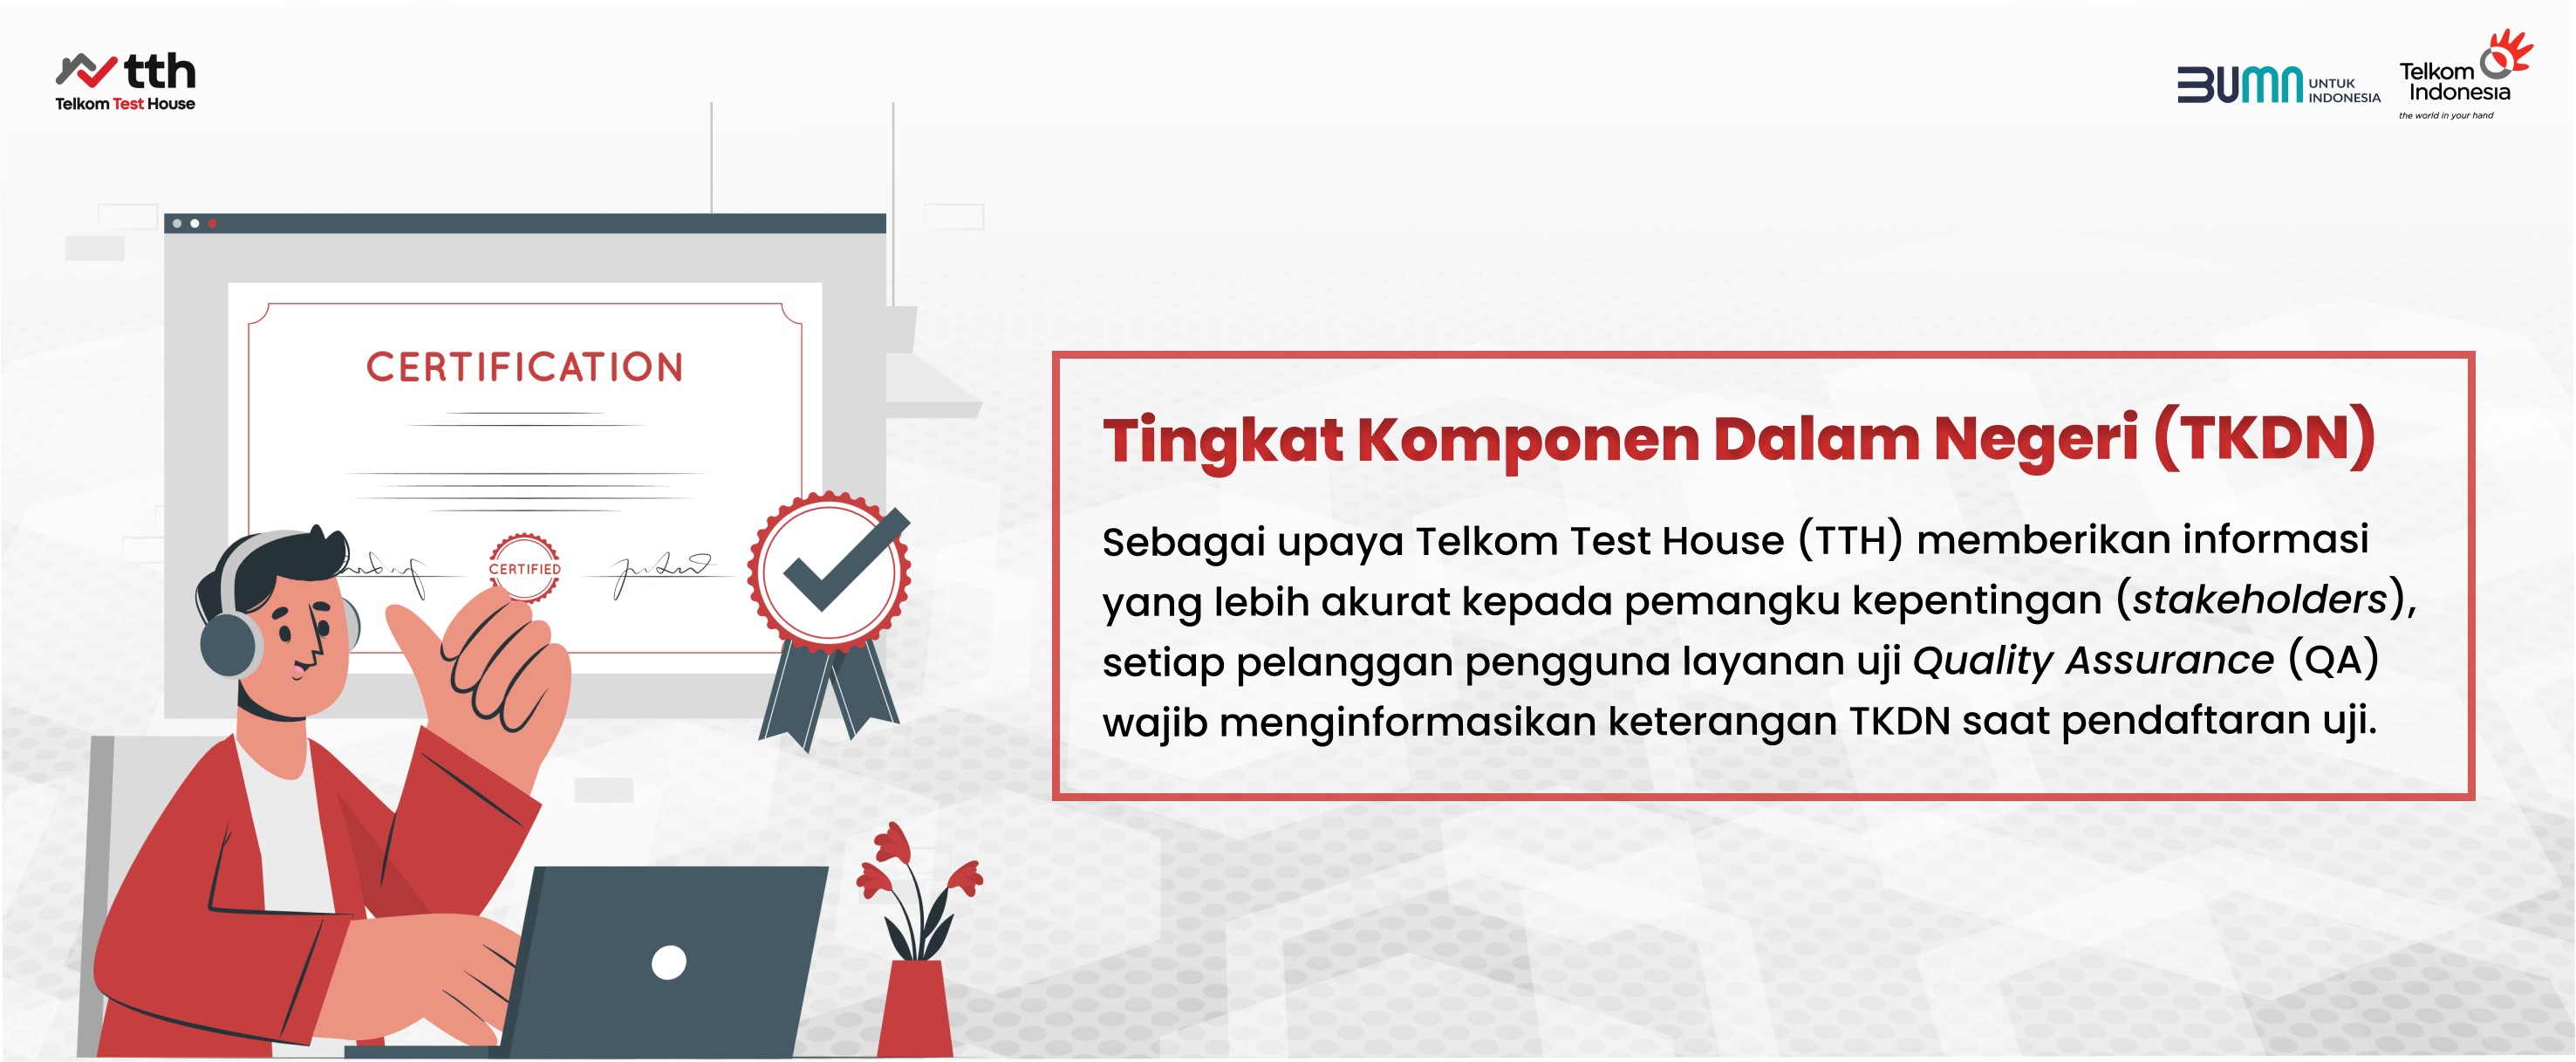 tth
Telkom Test House
BUMN UNTUK INDONESIA
Telkom Indonesia
the world in your hand
CERTIFICATION
CERTIFIED
Tingkat Komponen Dalam Negeri (TKDN)
Sebagai upaya Telkom Test House (TTH) memberikan informasi
yang lebih akurat kepada pemangku kepentingan (stakeholders),
setiap pelanggan pengguna layanan uji Quality Assurance (QA)
wajib menginformasikan keterangan TKDN saat pendaftaran uji.